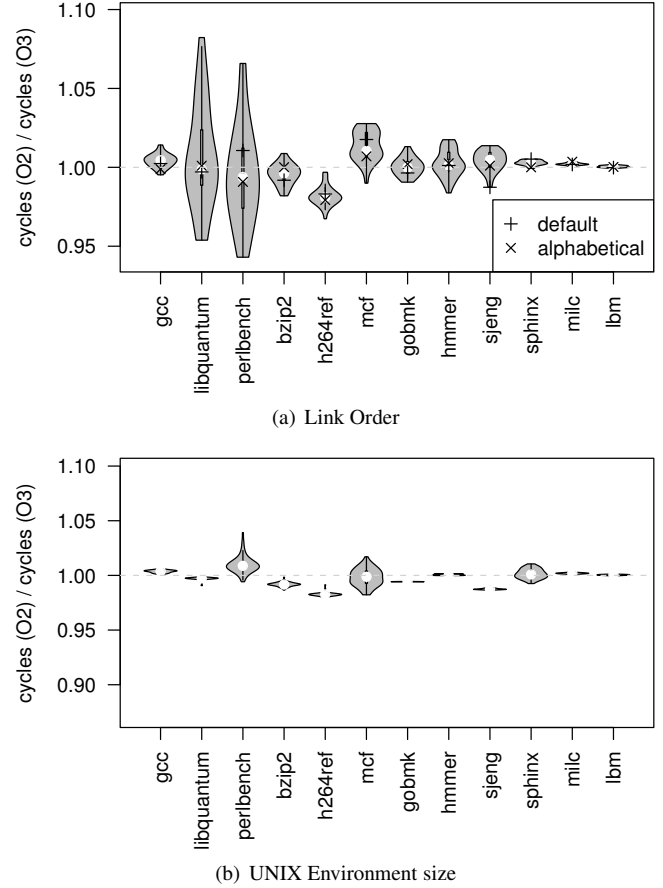 1.10
1.05
1.00
0.95
cycles (O2) / cycles (O3)
+ default
× alphabetical
gcc
libquantum
perlbench
bzip2
h264ref
mcf
gobmk
hmmer
sjeng
sphinx
milc
lbm
(a) Link Order
1.10
1.05
1.00
0.95
0.90
cycles (O2) / cycles (O3)
gcc
libquantum
perlbench
bzip2
h264ref
mcf
gobmk
hmmer
sjeng
sphinx
milc
lbm
(b) UNIX Environment size